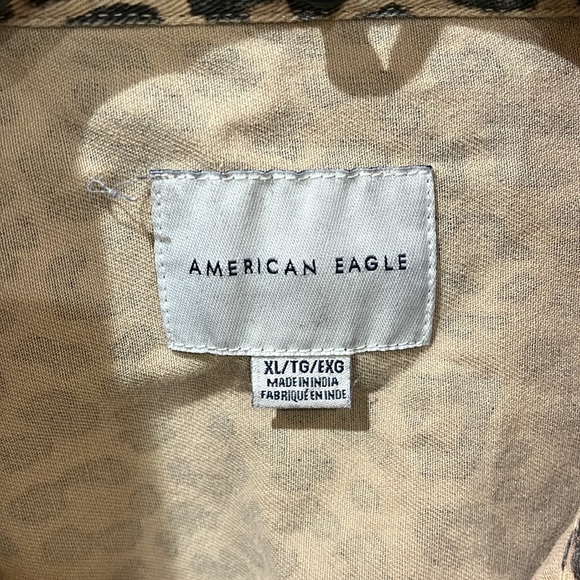 AMERICAN EAGLE
XL/TG/EXG
MADE IN INDIA
FABRIQUÉ EN INDE